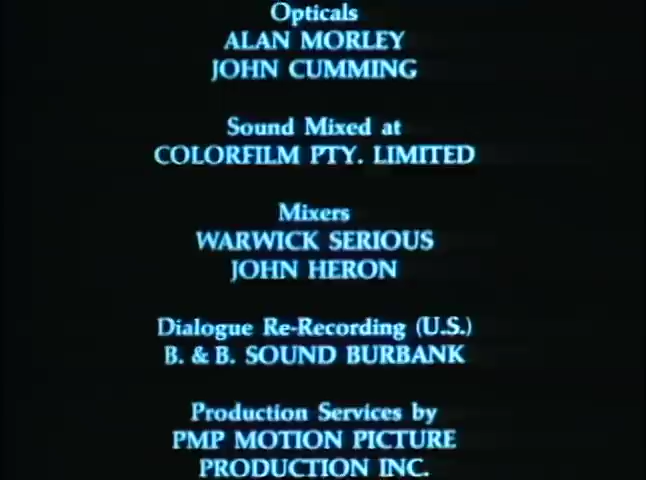 Opticals
ALAN MORLEY
JOHN CUMMING
Sound Mixed at
COLORFILM PTY. LIMITED
Mixers
WARWICK SERIOUS
JOHN HERON
Dialogue Re-Recording (U.S.)
B. & B. SOUND BURBANK
Production Services by
PMP MOTION PICTURE
PRODUCTION INC.